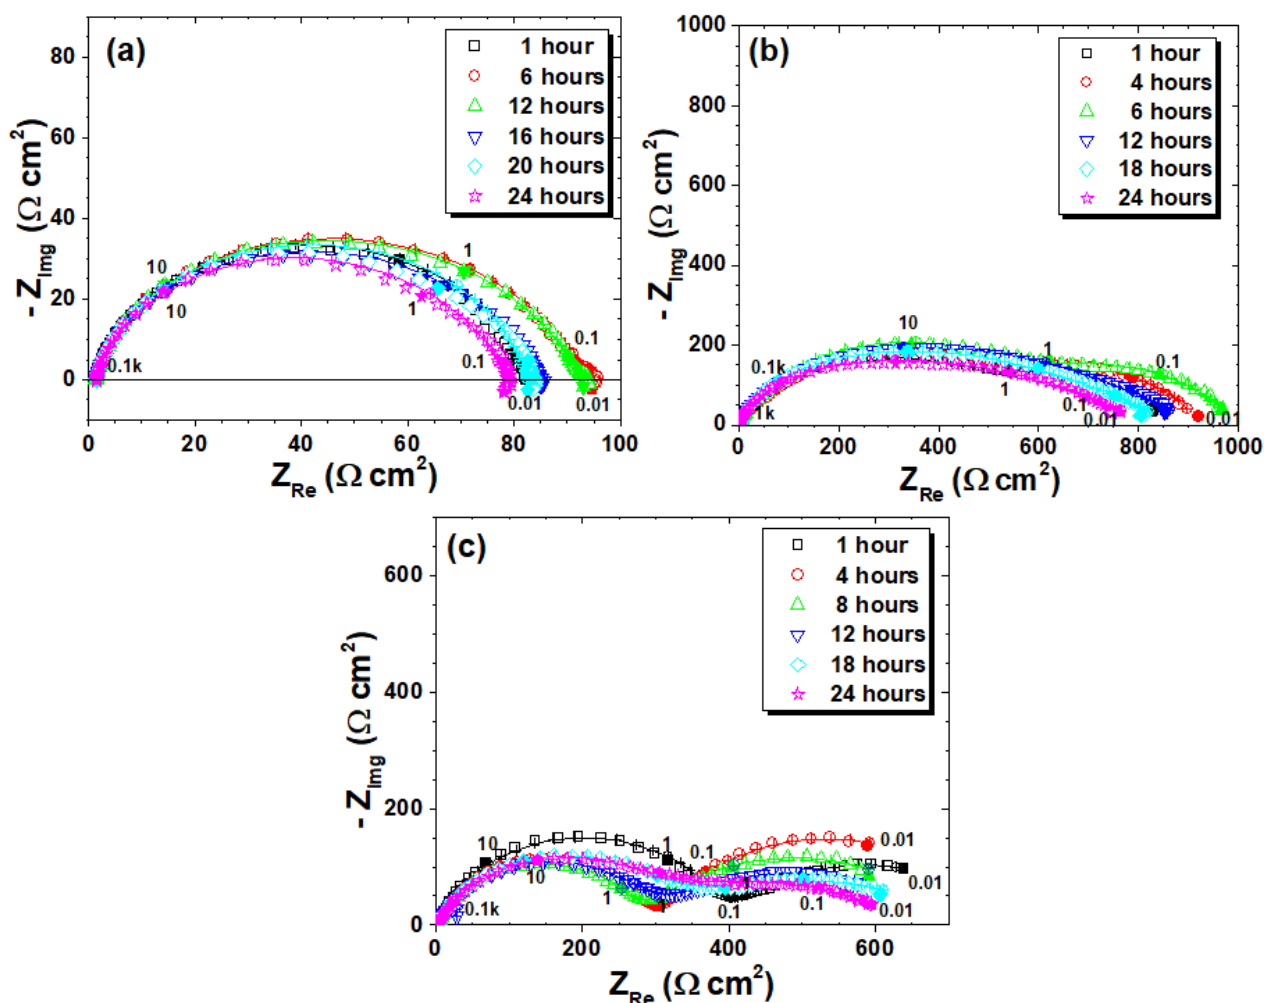 (a)
1 hour
6 hours
12 hours
16 hours
20 hours
24 hours
80
60
40
20
0
- Z_Img (Ω cm²)
10
10
1
1
0.1k
0.1
0.1
0.01
0.01
0 20 40 60 80 100
Z_Re (Ω cm²)
(b)
1 hour
4 hours
6 hours
12 hours
18 hours
24 hours
1000
800
600
400
200
0
- Z_Img (Ω cm²)
10
1
1
0.1k
1k
0.1
0.1
0.01
0.01
0 200 400 600 800 1000
Z_Re (Ω cm²)
(c)
1 hour
4 hours
8 hours
12 hours
18 hours
24 hours
600
400
200
0
- Z_Img (Ω cm²)
10
10
1
1
1
0.1
0.1
0.1
0.1k
0.01
0.01
0.01
0 200 400 600
Z_Re (Ω cm²)